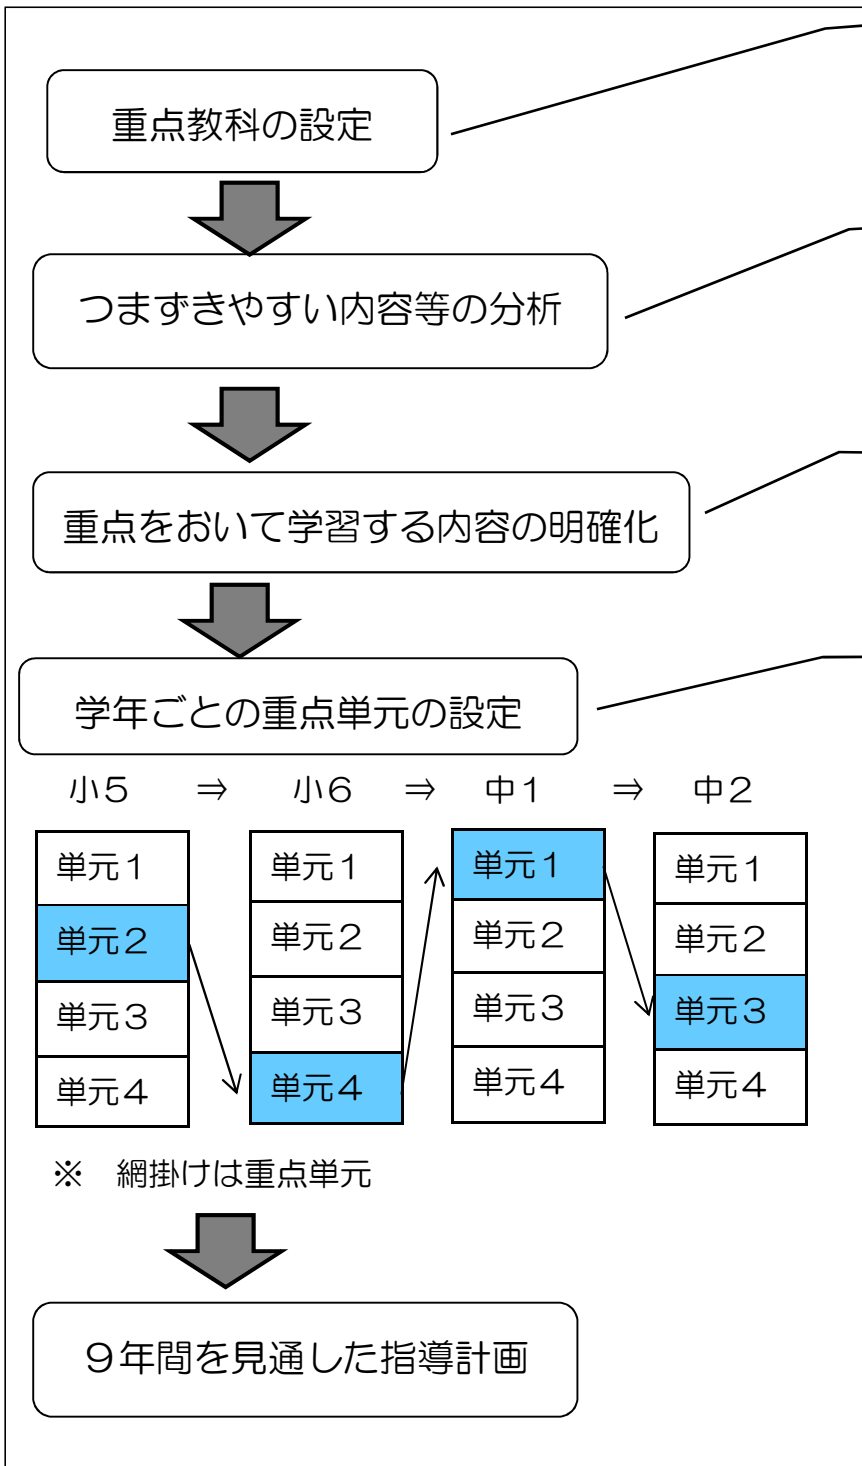 重点教科の設定
つまずきやすい内容等の分析
重点をおいて学習する内容の明確化
学年ごとの重点単元の設定
小5 ⇒ 小6 ⇒ 中1 ⇒ 中2
単元1 単元1 単元1 単元1
単元2 単元2 単元2 単元2
単元3 単元3 単元3 単元3
単元4 単元4 単元4 単元4
※ 網掛けは重点単元
9年間を見通した指導計画